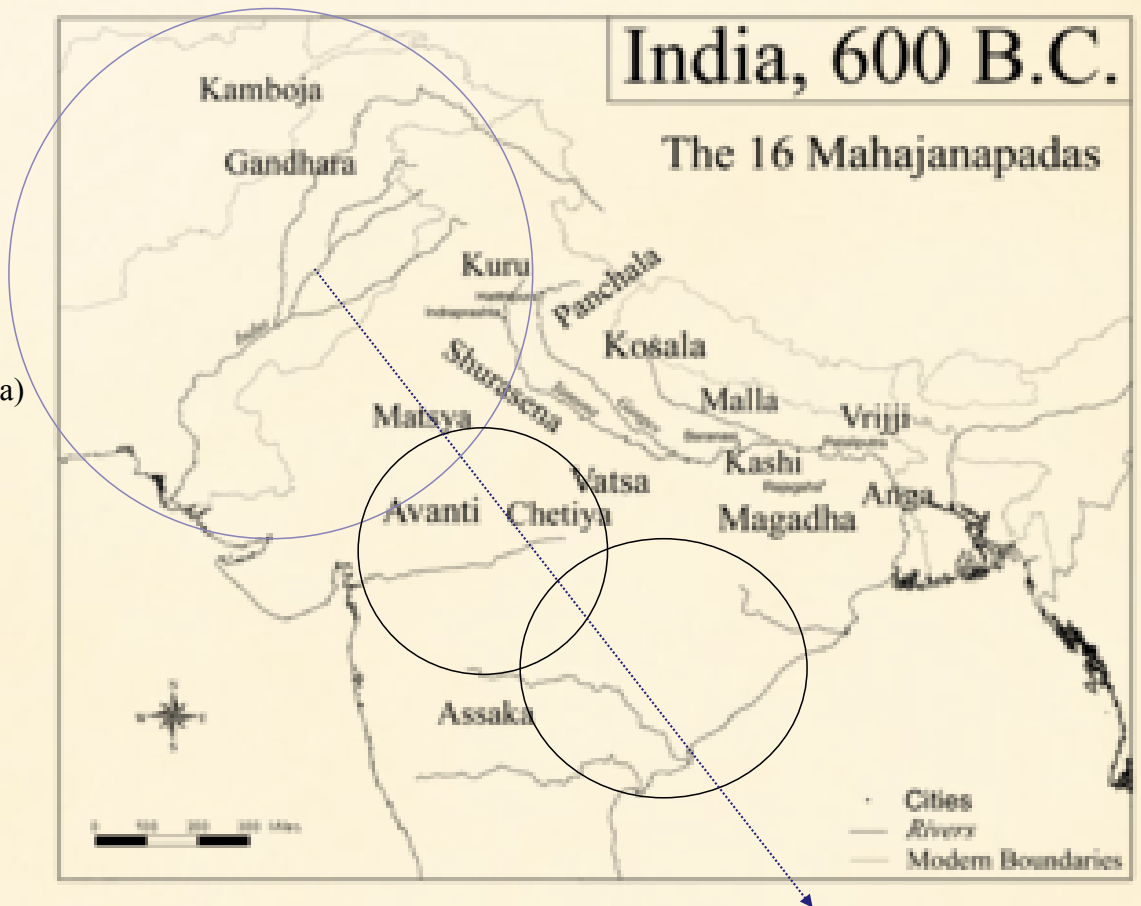 India, 600 B.C.
The 16 Mahajanapadas
Kamboja
Gandhara
Kuru
Panchala
Indraprastha
Kosala
Shurasena
a)
Malla
Matsya
Vrijji
Kashi
Vatsa
Anga
Avanti
Chetiya
Magadha
Assaka
Cities
Rivers
Modern Boundaries